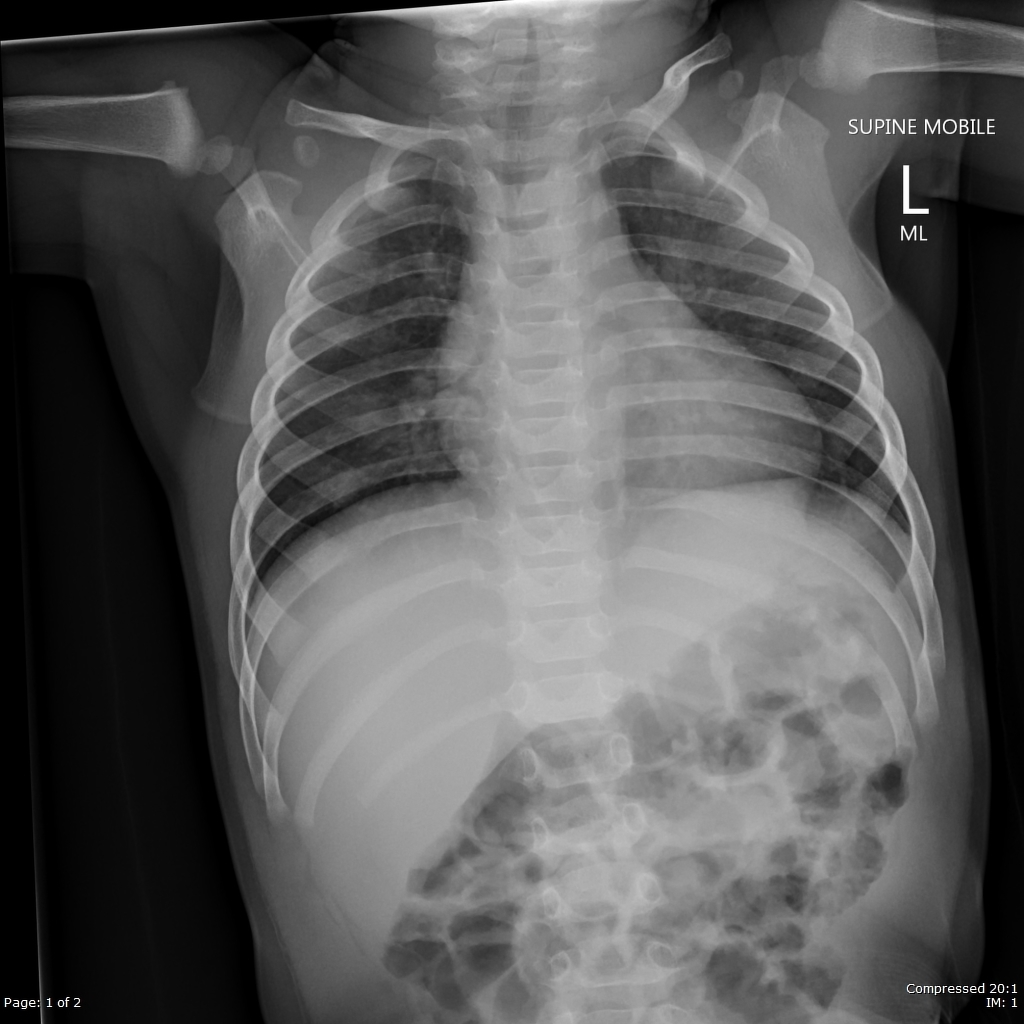 SUPINE MOBILE
L
ML
Page: 1 of 2
Compressed 20:1
IM: 1